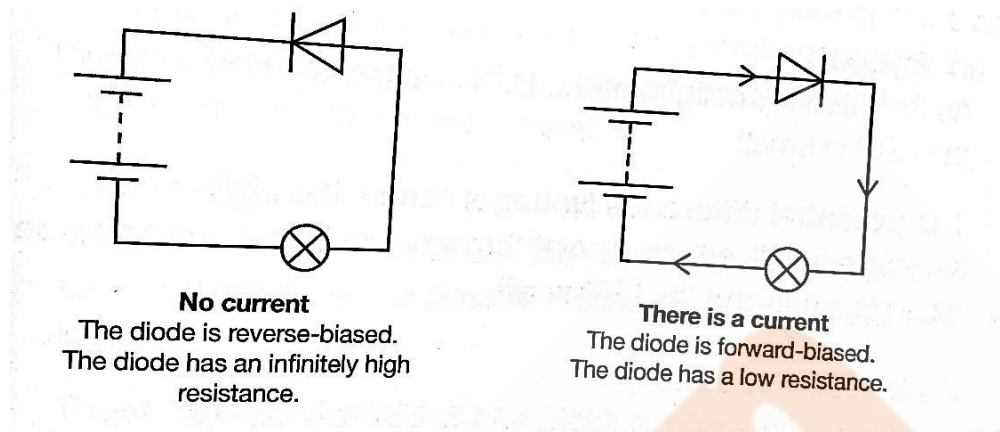 No current
The diode is reverse-biased.
The diode has an infinitely high
resistance.
There is a current
The diode is forward-biased.
The diode has a low resistance.